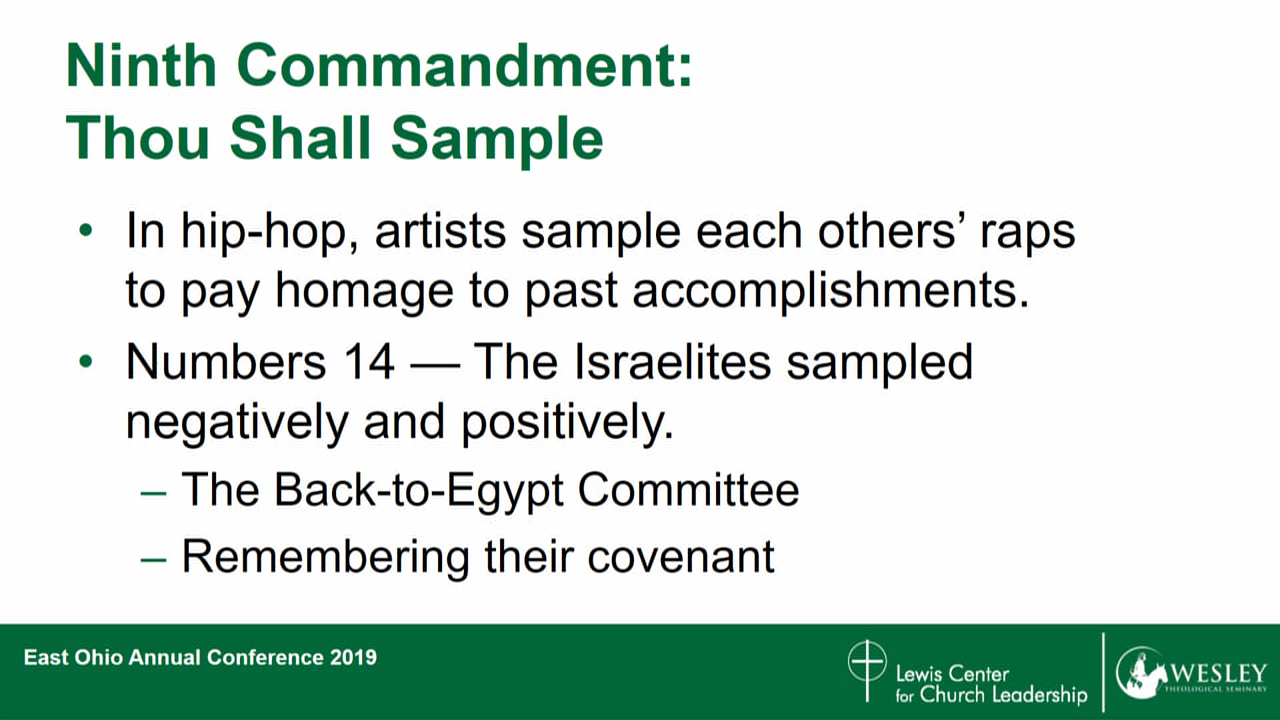 Ninth Commandment:
Thou Shall Sample
• In hip-hop, artists sample each others’ raps
to pay homage to past accomplishments.
• Numbers 14 — The Israelites sampled
negatively and positively.
– The Back-to-Egypt Committee
– Remembering their covenant
East Ohio Annual Conference 2019
Lewis Center
for Church Leadership
WESLEY
THEOLOGICAL SEMINARY